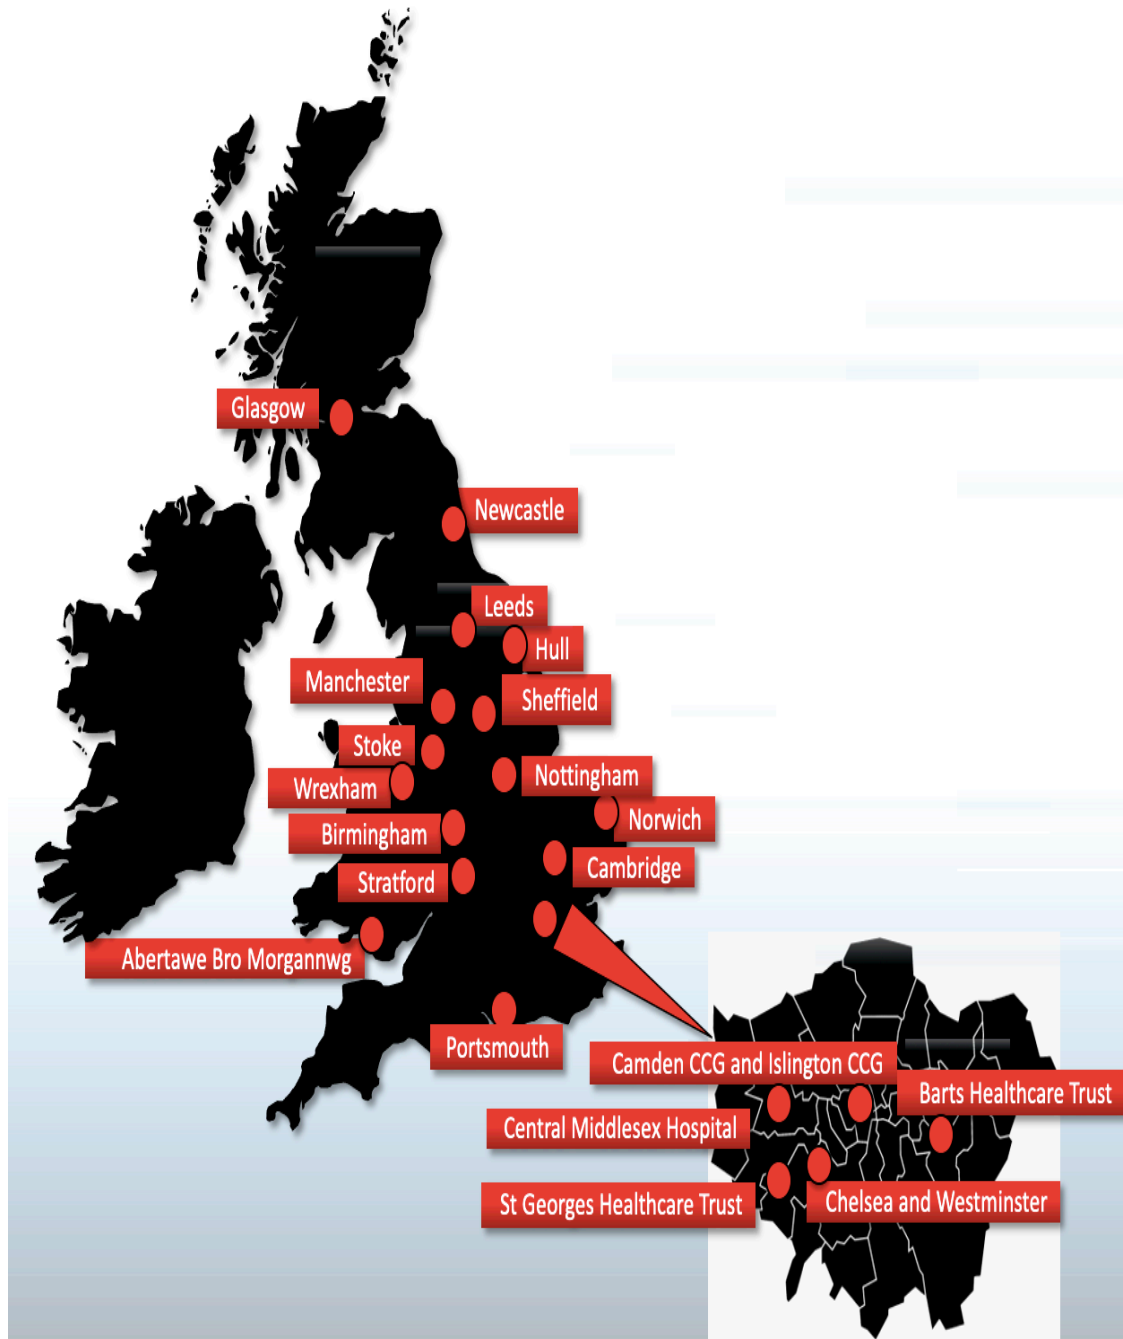 Glasgow
Newcastle
Leeds
Hull
Manchester
Sheffield
Stoke
Nottingham
Wrexham
Norwich
Birmingham
Cambridge
Stratford
Abertawe Bro Morgannwg
Portsmouth
Camden CCG and Islington CCG
Barts Healthcare Trust
Central Middlesex Hospital
St Georges Healthcare Trust
Chelsea and Westminster